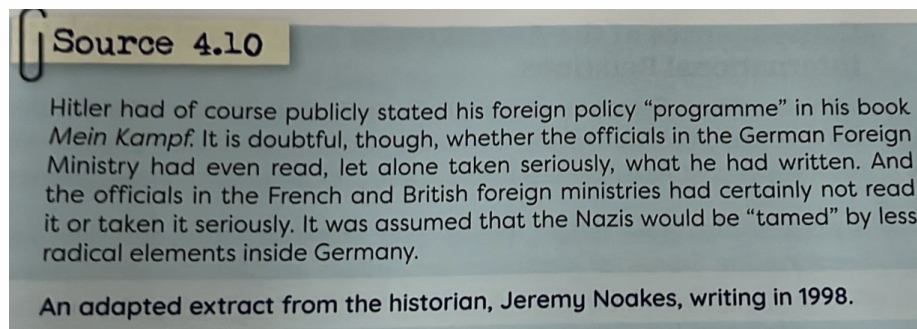 Source 4.10
Hitler had of course publicly stated his foreign policy “programme” in his book
Mein Kampf. It is doubtful, though, whether the officials in the German Foreign
Ministry had even read, let alone taken seriously, what he had written. And
the officials in the French and British foreign ministries had certainly not read
it or taken it seriously. It was assumed that the Nazis would be “tamed” by less
radical elements inside Germany.
An adapted extract from the historian, Jeremy Noakes, writing in 1998.